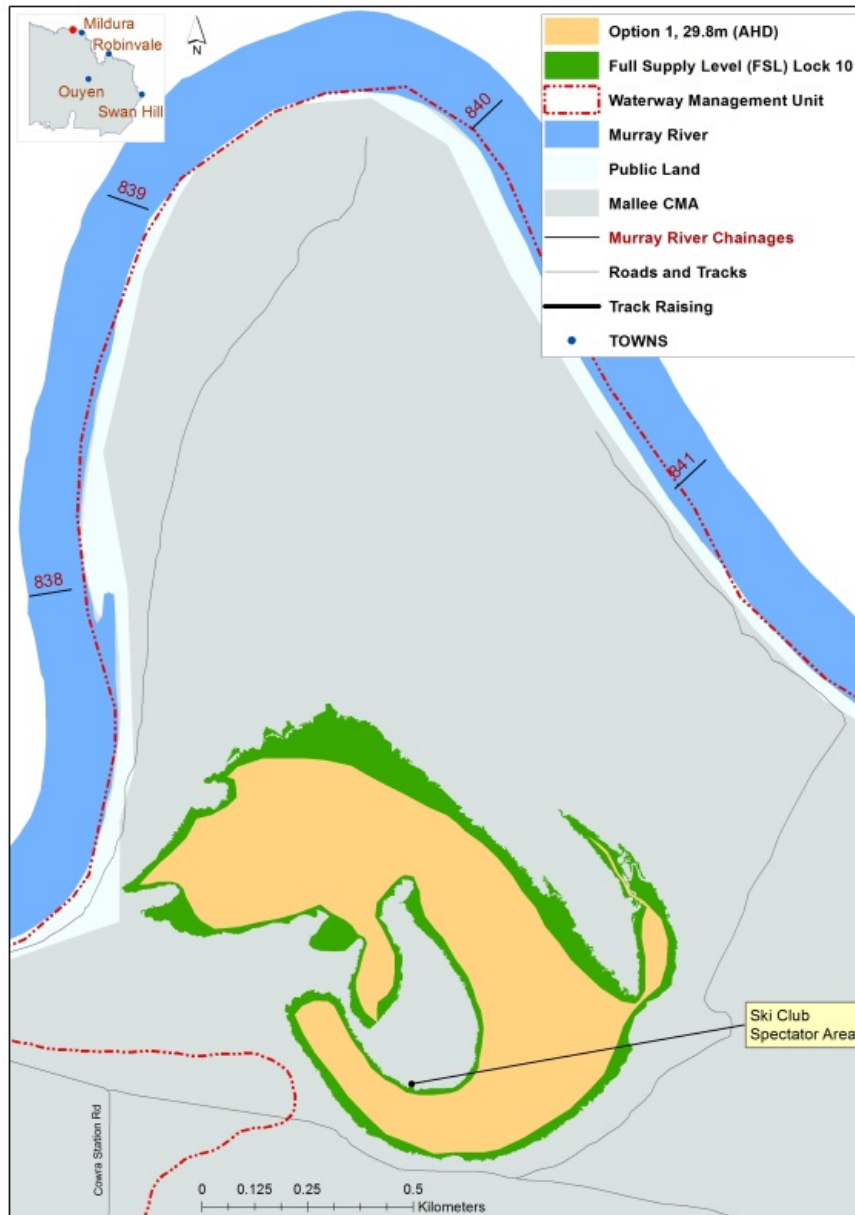 Mildura
Robinvale
Ouyen
Swan Hill
N
Option 1, 29.8m (AHD)
Full Supply Level (FSL) Lock 10
Waterway Management Unit
Murray River
Public Land
Mallee CMA
Murray River Chainages
Roads and Tracks
Track Raising
TOWNS
840
839
841
838
Ski Club
Spectator Area
Cowra Station Rd
0 0.125 0.25 0.5
Kilometers